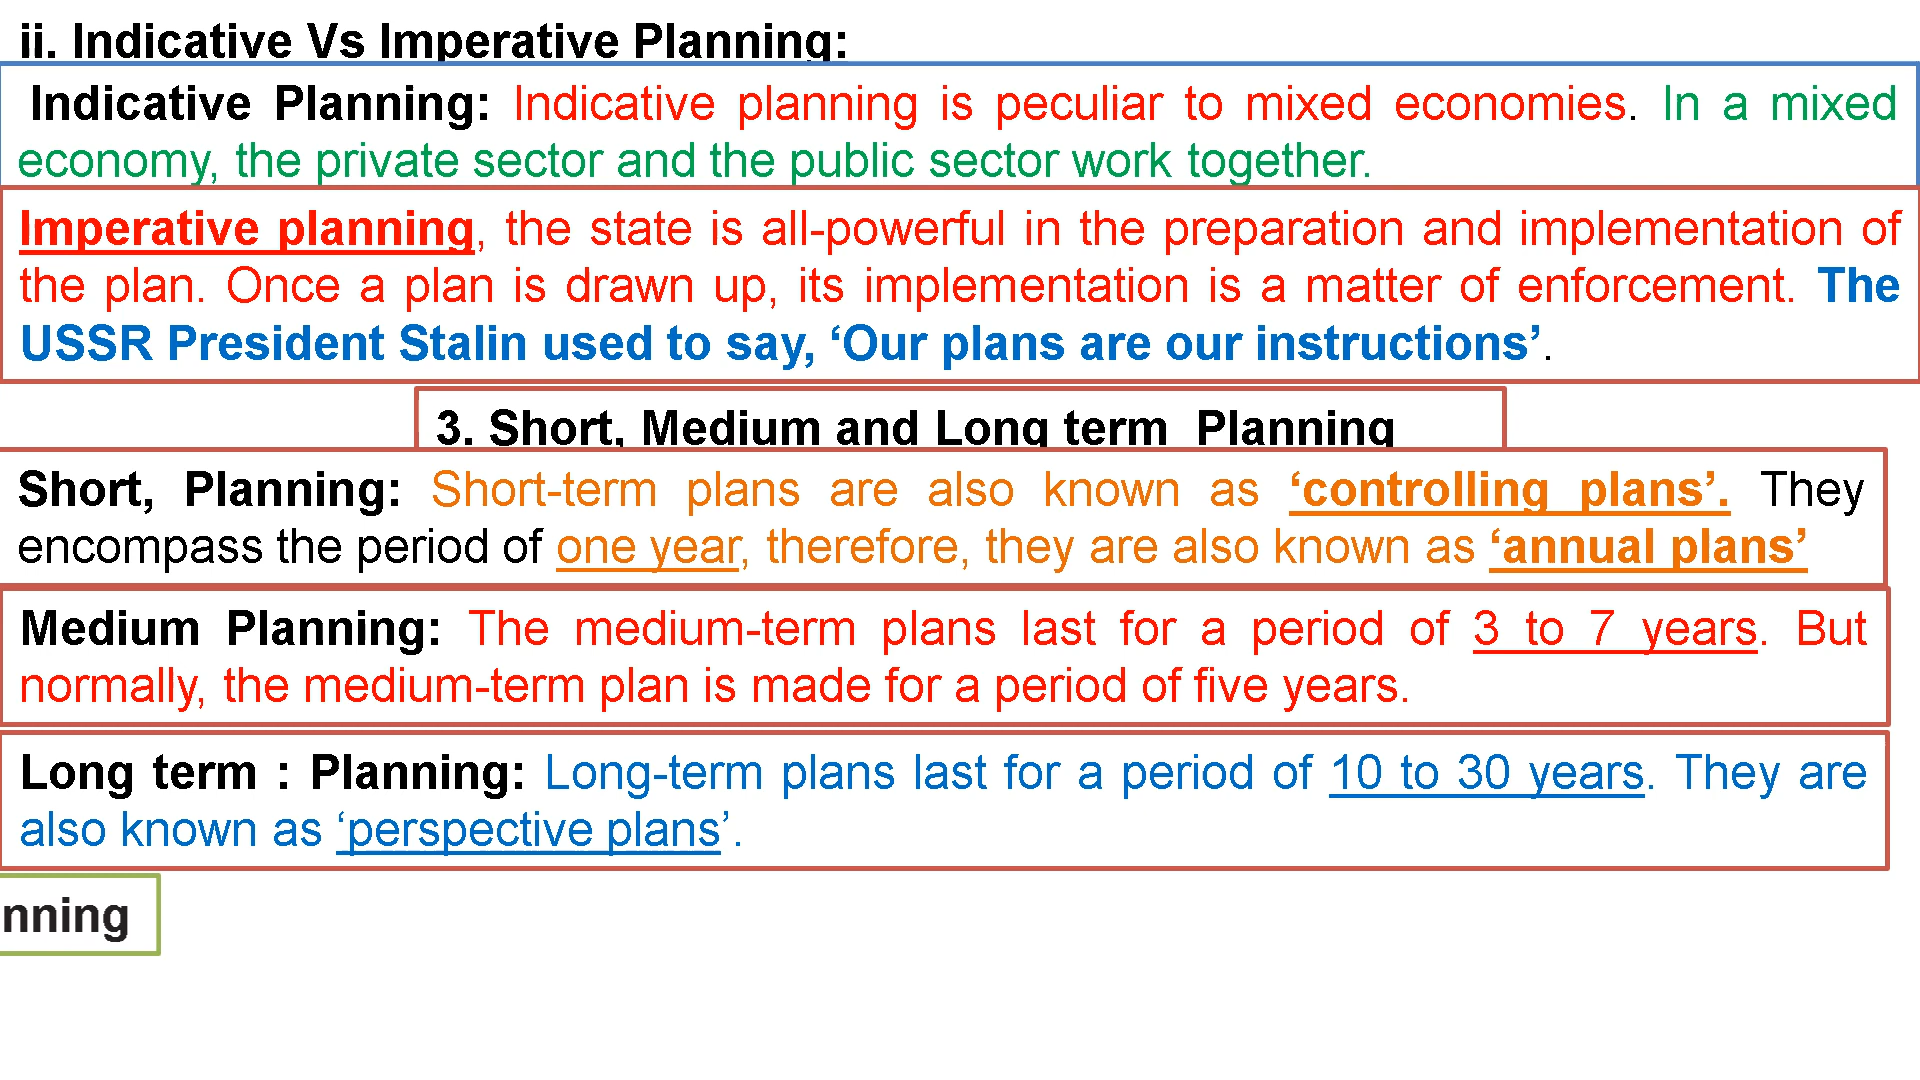 ii. Indicative Vs Imperative Planning:
Indicative Planning: Indicative planning is peculiar to mixed economies. In a mixed
economy, the private sector and the public sector work together.
Imperative planning, the state is all-powerful in the preparation and implementation of
the plan. Once a plan is drawn up, its implementation is a matter of enforcement. The
USSR President Stalin used to say, ‘Our plans are our instructions’.
3. Short, Medium and Long term Planning
Short, Planning: Short-term plans are also known as ‘controlling plans’. They
encompass the period of one year, therefore, they are also known as ‘annual plans’
Medium Planning: The medium-term plans last for a period of 3 to 7 years. But
normally, the medium-term plan is made for a period of five years.
Long term : Planning: Long-term plans last for a period of 10 to 30 years. They are
also known as ‘perspective plans’.
nning